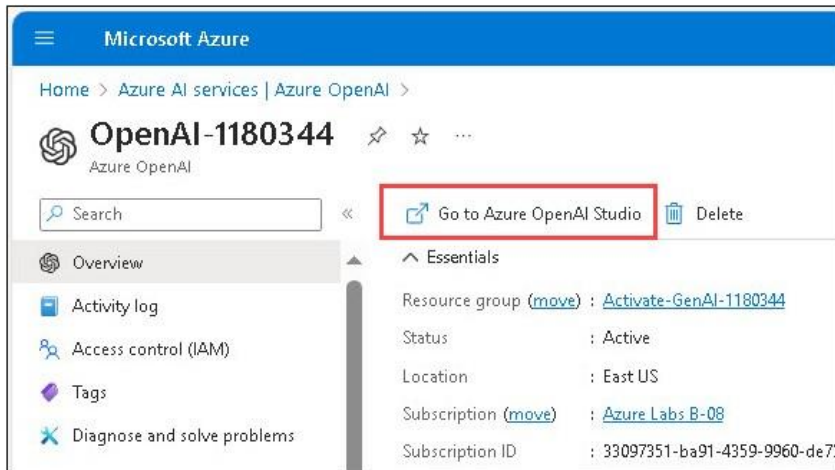 Microsoft Azure
Home > Azure AI services | Azure OpenAI >
OpenAI-1180344
Azure OpenAI
Search
Go to Azure OpenAI Studio
Delete
Overview
Activity log
Access control (IAM)
Tags
Diagnose and solve problems
Essentials
Resource group (move) : Activate-GenAI-1180344
Status : Active
Location : East US
Subscription (move) : Azure Labs B-08
Subscription ID : 33097351-ba91-4359-9960-de7